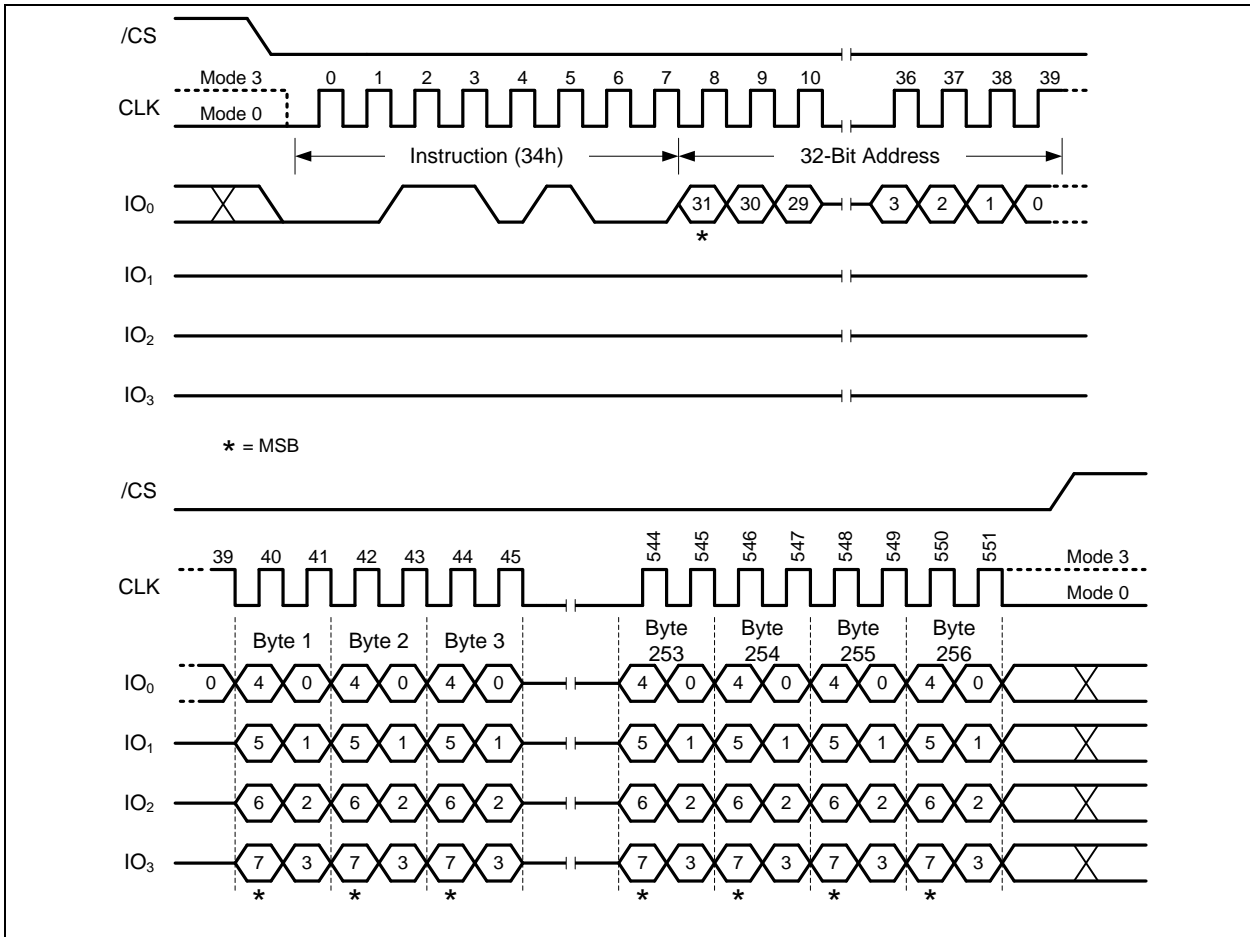 /CS
Mode 3 0 1 2 3 4 5 6 7 8 9 10 36 37 38 39
CLK Mode 0
Instruction (34h) 32-Bit Address
IO₀ 31 30 29 3 2 1 0
*
IO₁
IO₂
IO₃
* = MSB
/CS
39 40 41 42 43 44 45 544 545 546 547 548 549 550 551 Mode 3
CLK Mode 0
Byte 1 Byte 2 Byte 3 Byte 253 Byte 254 Byte 255 Byte 256
IO₀ 0 4 0 4 0 4 0 4 0 4 0 4 0 4 0
IO₁ 5 1 5 1 5 1 5 1 5 1 5 1 5 1
IO₂ 6 2 6 2 6 2 6 2 6 2 6 2 6 2
IO₃ 7 3 7 3 7 3 7 3 7 3 7 3 7 3
* * * * * * *